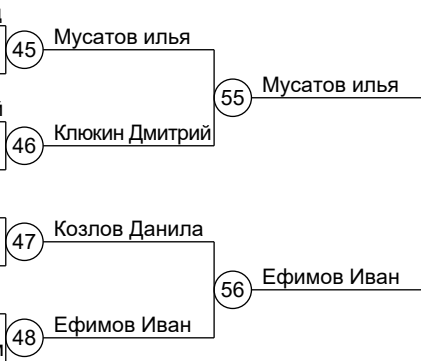 45 Мусатов илья
55 Мусатов илья
й
46 Клюкин Дмитрий
47 Козлов Данила
56 Ефимов Иван
48 Ефимов Иван